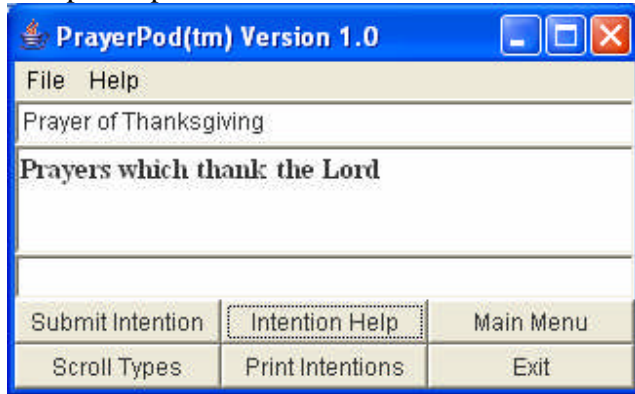 PrayerPod(tm) Version 1.0
File Help
Prayer of Thanksgiving
Prayers which thank the Lord
Submit Intention Intention Help Main Menu
Scroll Types Print Intentions Exit